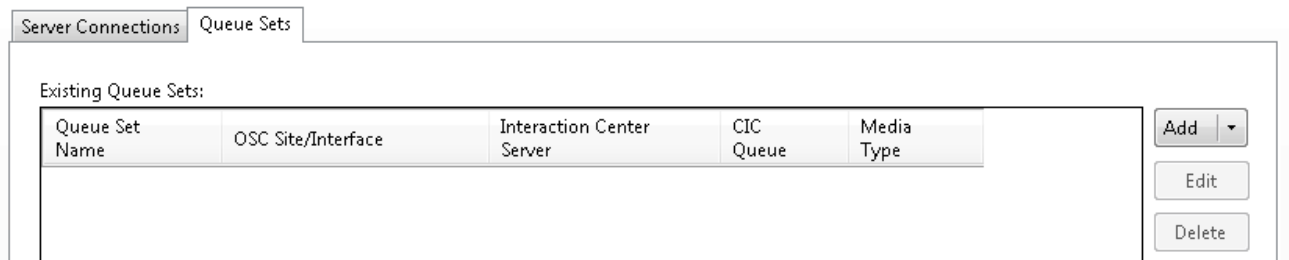 Server Connections Queue Sets
Existing Queue Sets:
Queue Set Name OSC Site/Interface Interaction Center Server CIC Queue Media Type
Add
Edit
Delete